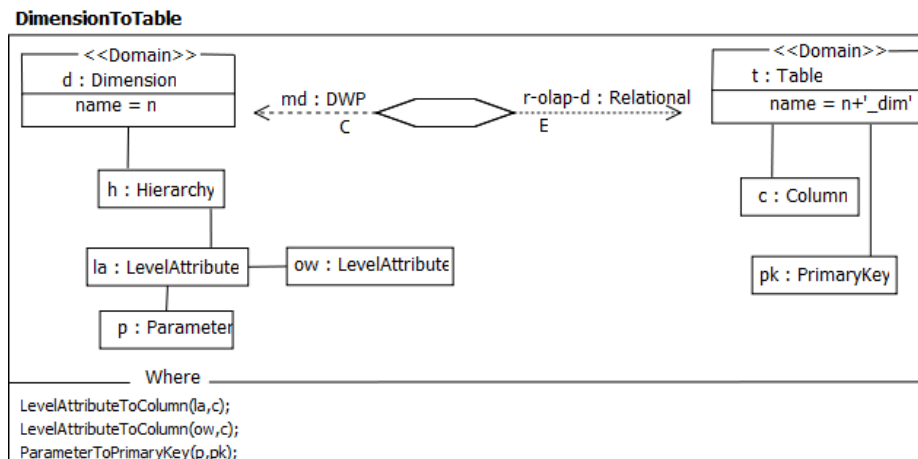 DimensionToTable
<<Domain>>
d : Dimension
name = n
md : DWP
C
r-olap-d : Relational
E
<<Domain>>
t : Table
name = n+'_dim'
h : Hierarchy
c : Column
la : LevelAttribute
ow : LevelAttribute
pk : PrimaryKey
p : Parameter
Where
LevelAttributeToColumn(la,c);
LevelAttributeToColumn(ow,c);
ParameterToPrimaryKey(p,pk);